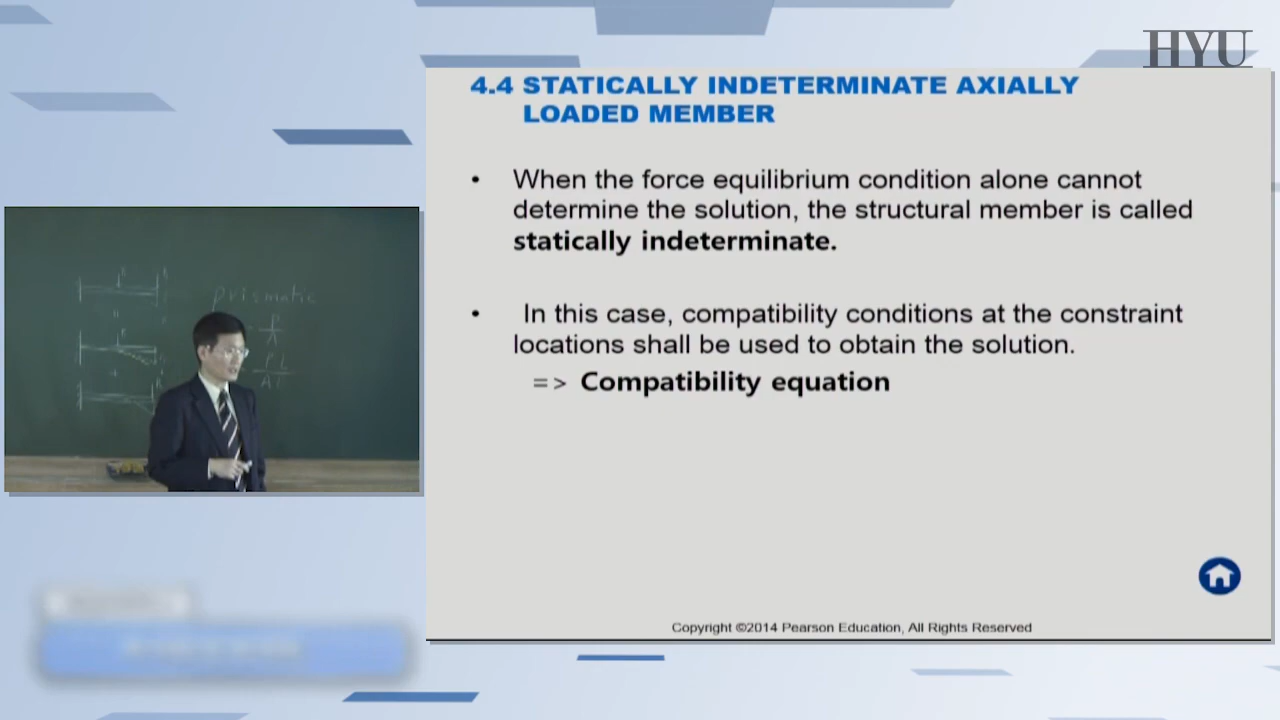 HYU
4.4 STATICALLY INDETERMINATE AXIALLY
LOADED MEMBER
• When the force equilibrium condition alone cannot
determine the solution, the structural member is called
statically indeterminate.
• In this case, compatibility conditions at the constraint
locations shall be used to obtain the solution.
=> Compatibility equation
prismatic
Copyright ©2014 Pearson Education, All Rights Reserved